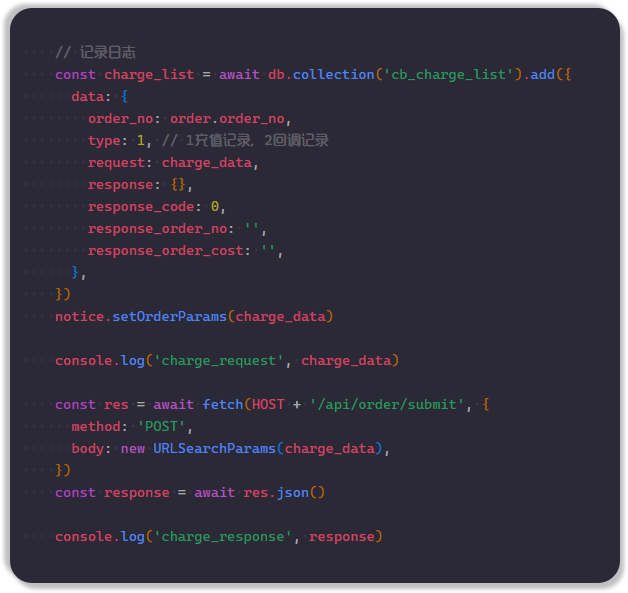 // 记录日志
const charge_list = await db.collection('cb_charge_list').add({
data: {
order_no: order.order_no,
type: 1, // 1充值记录, 2回调记录
request: charge_data,
response: {},
response_code: 0,
response_order_no: '',
response_order_cost: '',
},
})
notice.setOrderParams(charge_data)
console.log('charge_request', charge_data)
const res = await fetch(HOST + '/api/order/submit', {
method: 'POST',
body: new URLSearchParams(charge_data),
})
const response = await res.json()
console.log('charge_response', response)